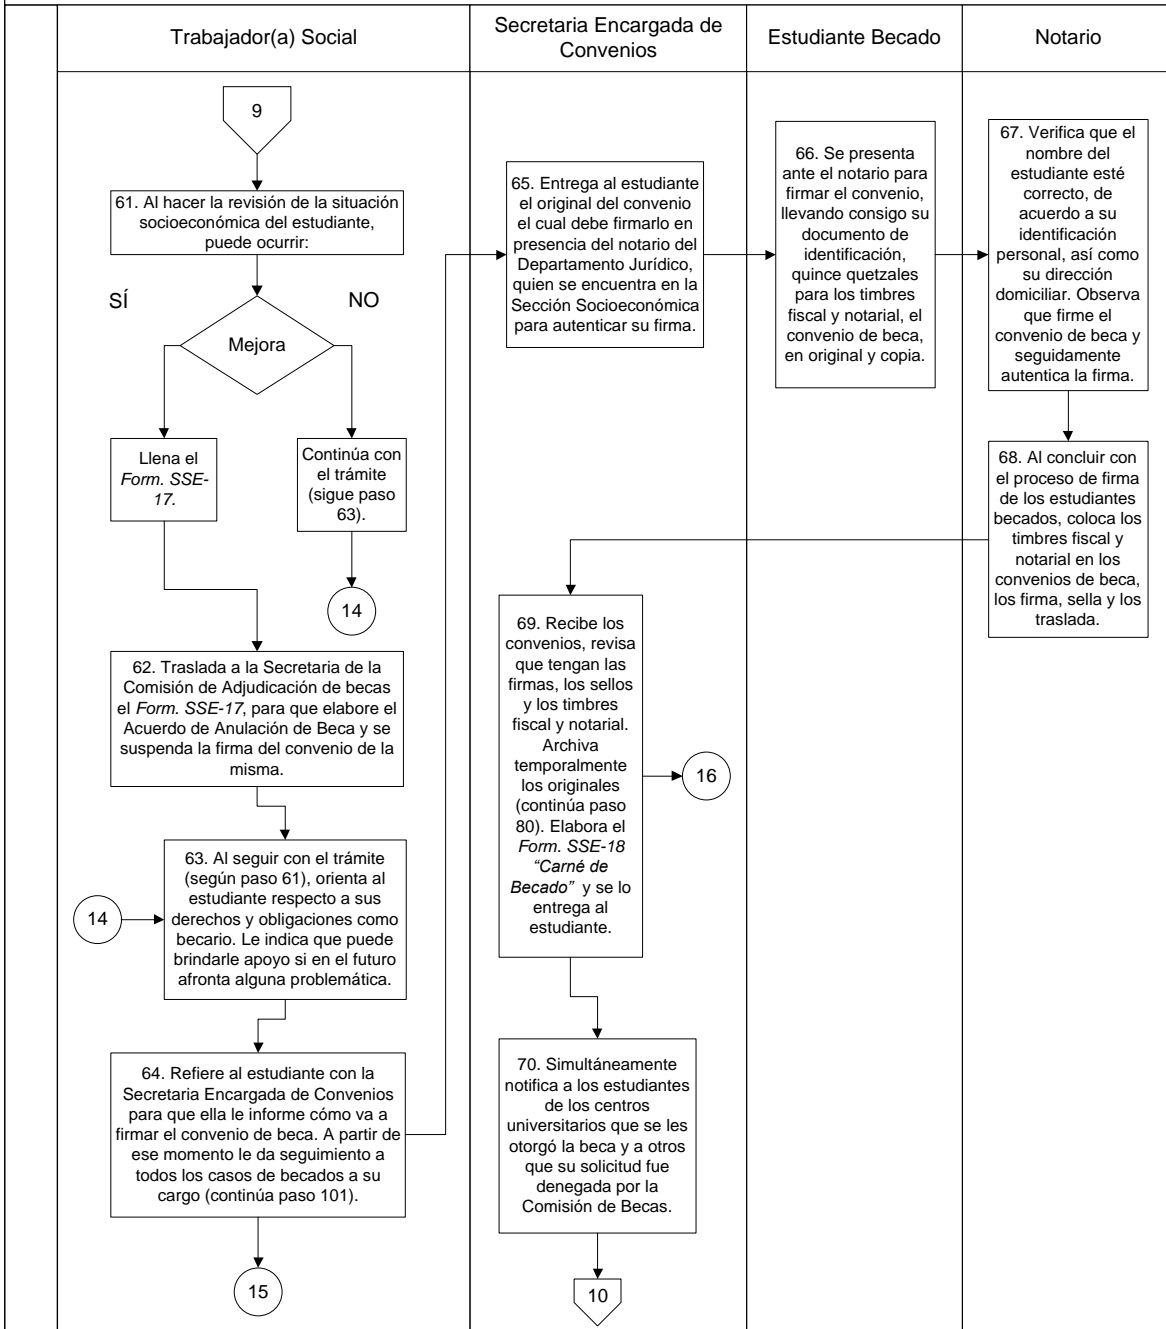 Trabajador(a) Social
Secretaria Encargada de
Convenios
Estudiante Becado
Notario
9
61. Al hacer la revisión de la situación
socioeconómica del estudiante,
puede ocurrir:
SÍ
NO
Mejora
Llena el
Form. SSE-
17.
Continúa con
el trámite
(sigue paso
63).
14
62. Traslada a la Secretaria de la
Comisión de Adjudicación de becas
el Form. SSE-17, para que elabore el
Acuerdo de Anulación de Beca y se
suspenda la firma del convenio de la
misma.
14
63. Al seguir con el trámite
(según paso 61), orienta al
estudiante respecto a sus
derechos y obligaciones como
becario. Le indica que puede
brindarle apoyo si en el futuro
afronta alguna problemática.
64. Refiere al estudiante con la
Secretaria Encargada de Convenios
para que ella le informe cómo va a
firmar el convenio de beca. A partir de
ese momento le da seguimiento a
todos los casos de becados a su
cargo (continúa paso 101).
15
65. Entrega al estudiante
el original del convenio
el cual debe firmarlo en
presencia del notario del
Departamento Jurídico,
quien se encuentra en la
Sección Socioeconómica
para autenticar su firma.
66. Se presenta
ante el notario para
firmar el convenio,
llevando consigo su
documento de
identificación,
quince quetzales
para los timbres
fiscal y notarial, el
convenio de beca,
en original y copia.
67. Verifica que el
nombre del
estudiante esté
correcto, de
acuerdo a su
identificación
personal, así como
su dirección
domiciliar. Observa
que firme el
convenio de beca y
seguidamente
autentica la firma.
68. Al concluir con
el proceso de firma
de los estudiantes
becados, coloca los
timbres fiscal y
notarial en los
convenios de beca,
los firma, sella y los
traslada.
69. Recibe los
convenios, revisa
que tengan las
firmas, los sellos
y los timbres
fiscal y notarial.
Archiva
temporalmente
los originales
(continúa paso
80). Elabora el
Form. SSE-18
“Carné de
Becado” y se lo
entrega al
estudiante.
16
70. Simultáneamente
notifica a los estudiantes
de los centros
universitarios que se les
otorgó la beca y a otros
que su solicitud fue
denegada por la
Comisión de Becas.
10